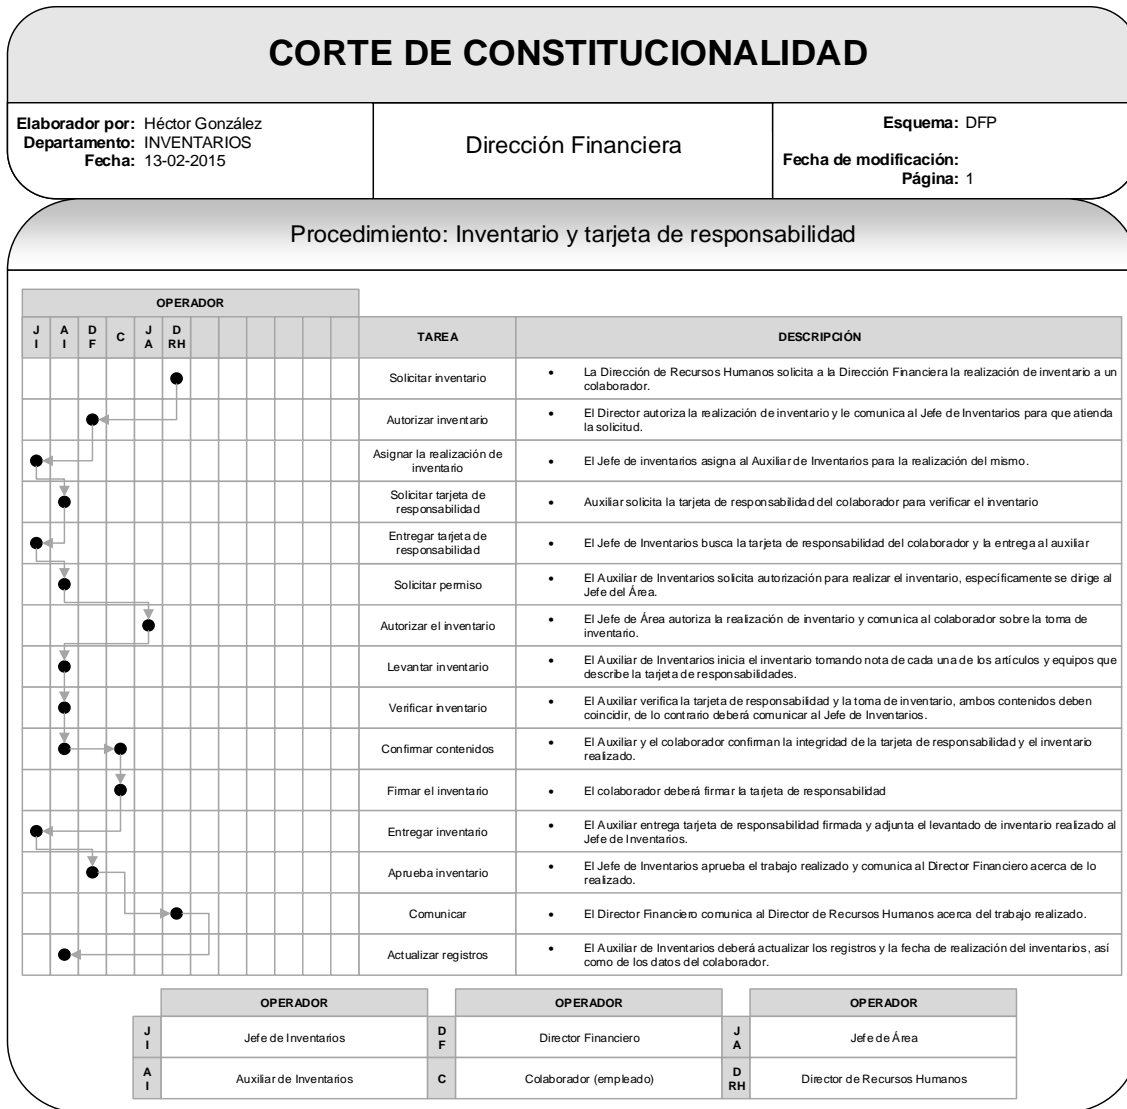 CORTE DE CONSTITUCIONALIDAD
Elaborador por: Héctor González
Departamento: INVENTARIOS
Fecha: 13-02-2015
Dirección Financiera
Esquema: DFP
Fecha de modificación:
Página: 1
Procedimiento: Inventario y tarjeta de responsabilidad
OPERADOR
J I
A I
D F
C
J A
D RH
TAREA
DESCRIPCIÓN
Solicitar inventario
• La Dirección de Recursos Humanos solicita a la Dirección Financiera la realización de inventario a un
colaborador.
Autorizar inventario
• El Director autoriza la realización de inventario y le comunica al Jefe de Inventarios para que atienda
la solicitud.
Asignar la realización de
inventario
• El Jefe de inventarios asigna al Auxiliar de Inventarios para la realización del mismo.
Solicitar tarjeta de
responsabilidad
• Auxiliar solicita la tarjeta de responsabilidad del colaborador para verificar el inventario
Entregar tarjeta de
responsabilidad
• El Jefe de Inventarios busca la tarjeta de responsabilidad del colaborador y la entrega al auxiliar
Solicitar permiso
• El Auxiliar de Inventarios solicita autorización para realizar el inventario, específicamente se dirige al
Jefe del Área.
Autorizar el inventario
• El Jefe de Área autoriza la realización de inventario y comunica al colaborador sobre la toma de
inventario.
Levantar inventario
• El Auxiliar de Inventarios inicia el inventario tomando nota de cada una de los artículos y equipos que
describe la tarjeta de responsabilidades.
Verificar inventario
• El Auxiliar verifica la tarjeta de responsabilidad y la toma de inventario, ambos contenidos deben
coincidir, de lo contrario deberá comunicar al Jefe de Inventarios.
Confirmar contenidos
• El Auxiliar y el colaborador confirman la integridad de la tarjeta de responsabilidad y el inventario
realizado.
Firmar el inventario
• El colaborador deberá firmar la tarjeta de responsabilidad
Entregar inventario
• El Auxiliar entrega tarjeta de responsabilidad firmada y adjunta el levantado de inventario realizado al
Jefe de Inventarios.
Aprueba inventario
• El Jefe de Inventarios aprueba el trabajo realizado y comunica al Director Financiero acerca de lo
realizado.
Comunicar
• El Director Financiero comunica al Director de Recursos Humanos acerca del trabajo realizado.
Actualizar registros
• El Auxiliar de Inventarios deberá actualizar los registros y la fecha de realización del inventarios, así
como de los datos del colaborador.
OPERADOR
OPERADOR
OPERADOR
J I
Jefe de Inventarios
D F
Director Financiero
J A
Jefe de Área
A I
Auxiliar de Inventarios
C
Colaborador (empleado)
D RH
Director de Recursos Humanos